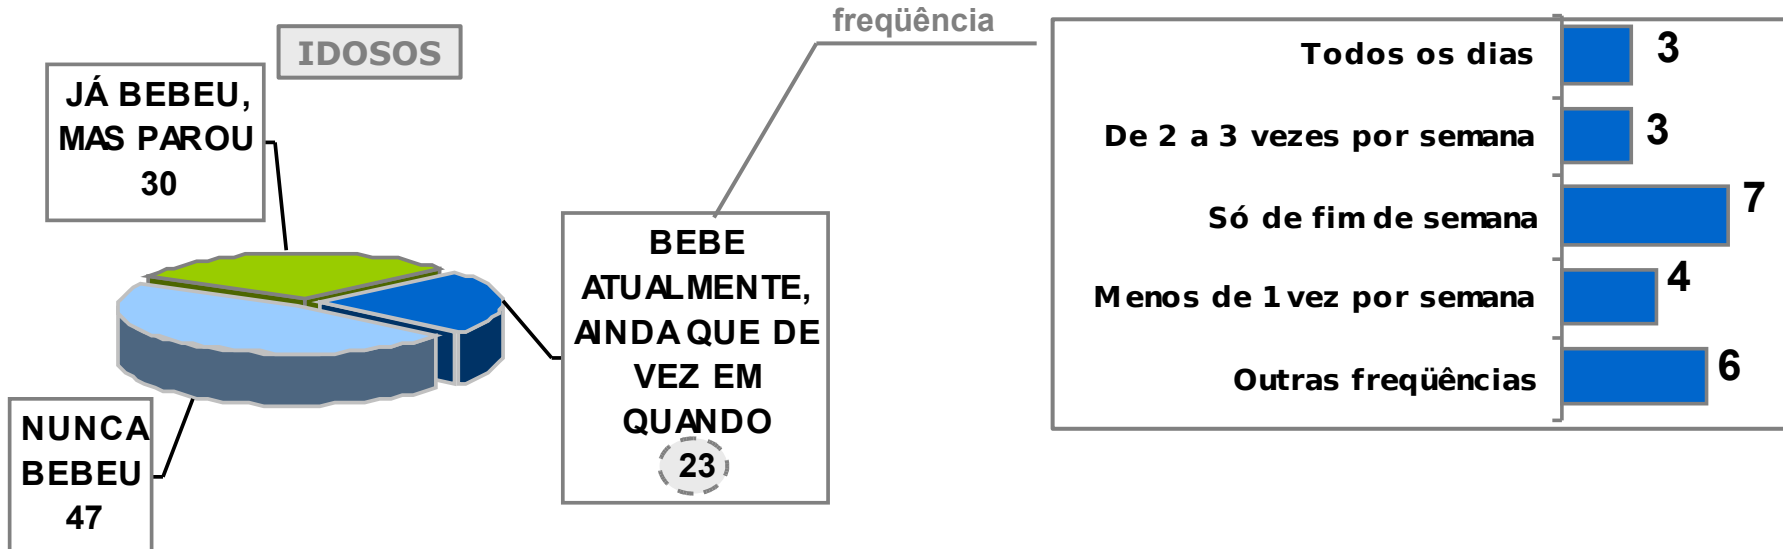 IDOSOS
JÁ BEBEU,
MAS PAROU
30
NUNCA
BEBEU
47
BEBE
ATUALMENTE,
AINDA QUE DE
VEZ EM
QUANDO
23
freqüência
Todos os dias 3
De 2 a 3 vezes por semana 3
Só de fim de semana 7
Menos de 1 vez por semana 4
Outras freqüências 6